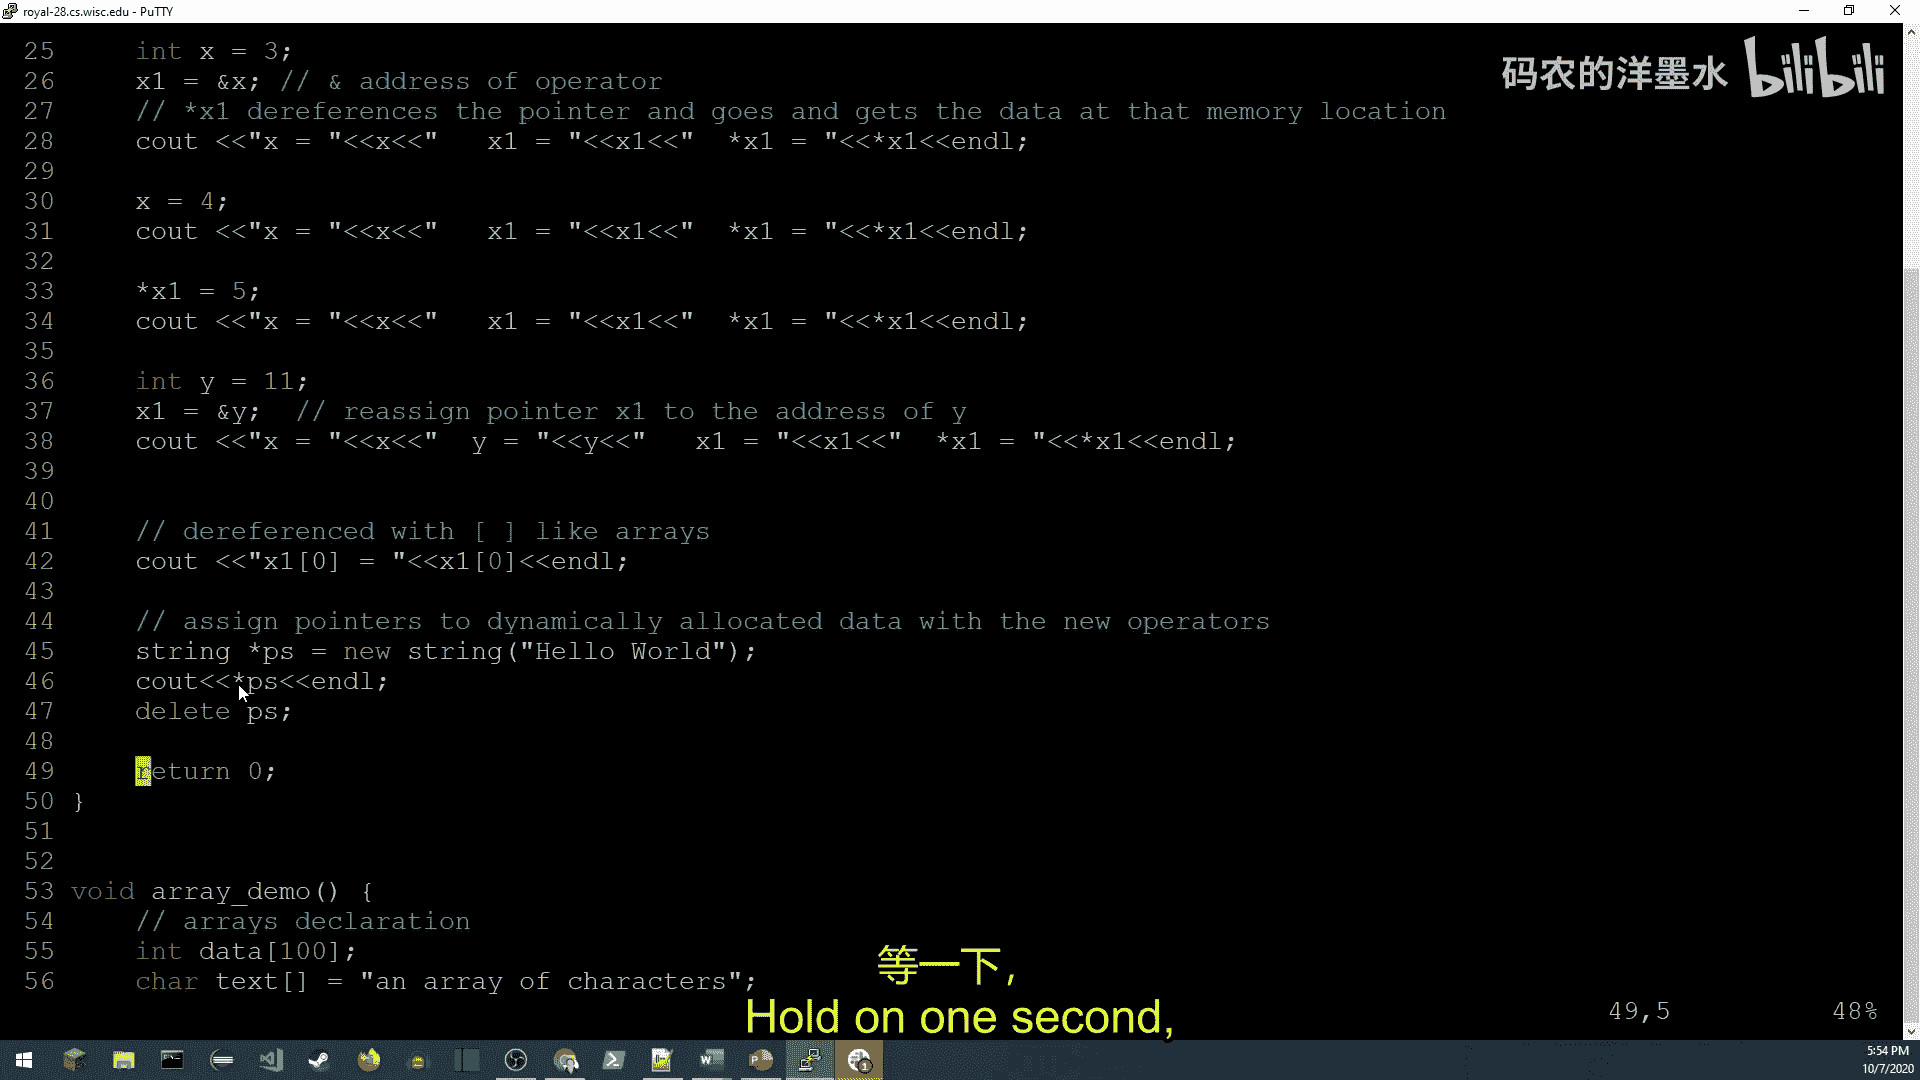 royal-28.cs.wisc.edu - PuTTY
码农的洋墨水 bilibili
25     int x = 3;
26     x1 = &x; // & address of operator
27     // *x1 dereferences the pointer and goes and gets the data at that memory location
28     cout <<"x = "<<x<<"   x1 = "<<x1<<"  *x1 = "<<*x1<<endl;
29
30     x = 4;
31     cout <<"x = "<<x<<"   x1 = "<<x1<<"  *x1 = "<<*x1<<endl;
32
33     *x1 = 5;
34     cout <<"x = "<<x<<"   x1 = "<<x1<<"  *x1 = "<<*x1<<endl;
35
36     int y = 11;
37     x1 = &y;  // reassign pointer x1 to the address of y
38     cout <<"x = "<<x<<"  y = "<<y<<"   x1 = "<<x1<<"  *x1 = "<<*x1<<endl;
39
40
41     // dereferenced with [ ] like arrays
42     cout <<"x1[0] = "<<x1[0]<<endl;
43
44     // assign pointers to dynamically allocated data with the new operators
45     string *ps = new string("Hello World");
46     cout<<*ps<<endl;
47     delete ps;
48
49     return 0;
50 }
51
52
53 void array_demo() {
54     // arrays declaration
55     int data[100];
56     char text[] = "an array of characters";
等一下,
Hold on one second,
49,5 48%
5:54 PM
10/7/2020